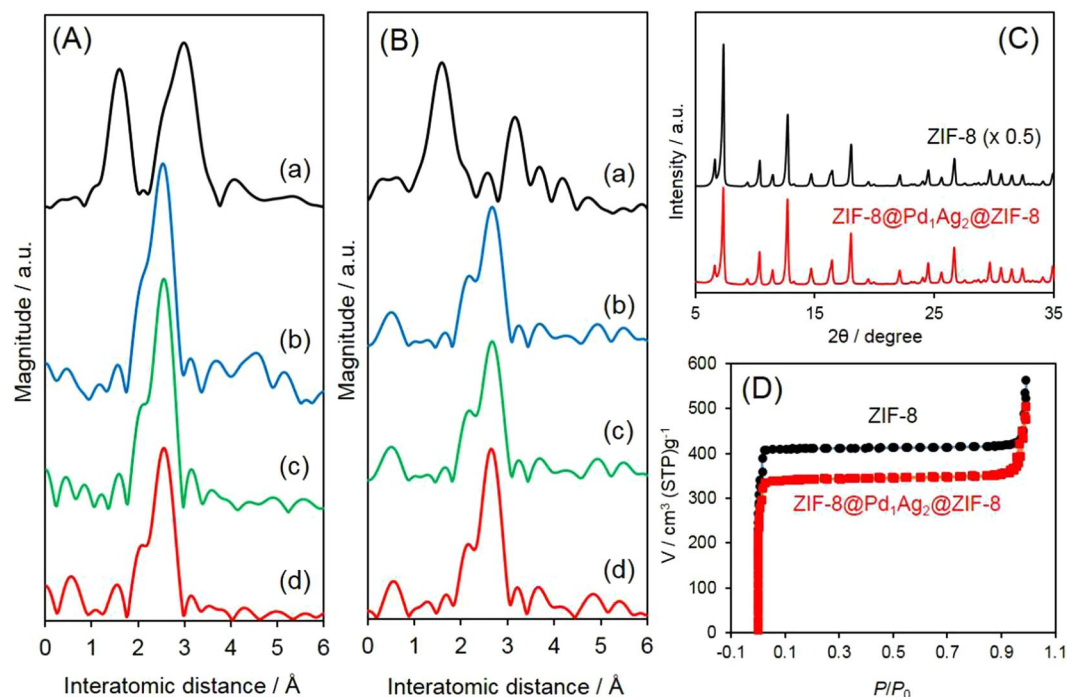 (A)
(a)
(b)
(c)
(d)
Magnitude / a.u.
0 1 2 3 4 5 6
Interatomic distance / Å
(B)
(a)
(b)
(c)
(d)
Magnitude / a.u.
0 1 2 3 4 5 6
Interatomic distance / Å
(C)
ZIF-8 (x 0.5)
ZIF-8@Pd₁Ag₂@ZIF-8
Intensity / a.u.
5 15 25 35
2θ / degree
(D)
600
500
400
300
200
100
0
ZIF-8
ZIF-8@Pd₁Ag₂@ZIF-8
V / cm³ (STP)g⁻¹
-0.1 0.1 0.3 0.5 0.7 0.9 1.1
P/P₀